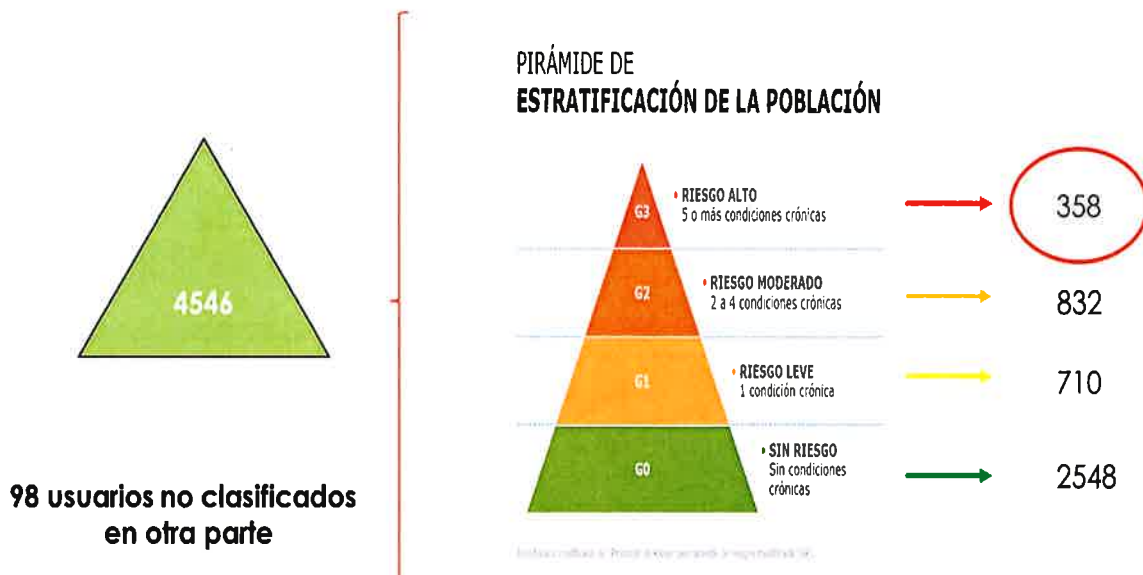 4546
98 usuarios no clasificados
en otra parte
PIRÁMIDE DE
ESTRATIFICACIÓN DE LA POBLACIÓN
G3
• RIESGO ALTO
5 o más condiciones crónicas
358
G2
• RIESGO MODERADO
2 a 4 condiciones crónicas
832
G1
• RIESGO LEVE
1 condición crónica
710
G0
• SIN RIESGO
Sin condiciones
crónicas
2548